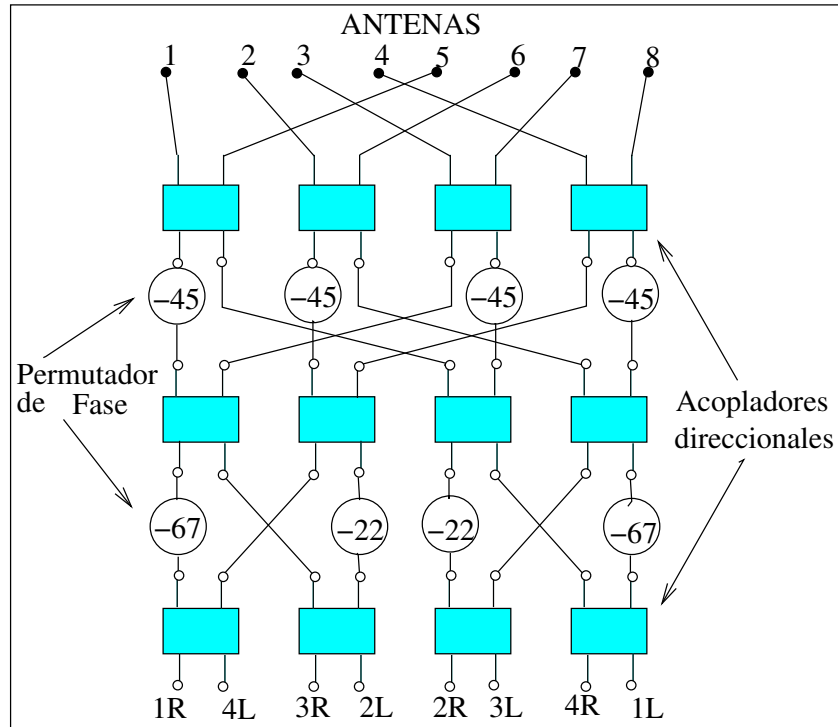 ANTENAS
1 2 3 4 5 6 7 8
−45 −45 −45 −45
Permutador
de Fase
Acopladores
direccionales
−67 −22 −22 −67
1R 4L 3R 2L 2R 3L 4R 1L